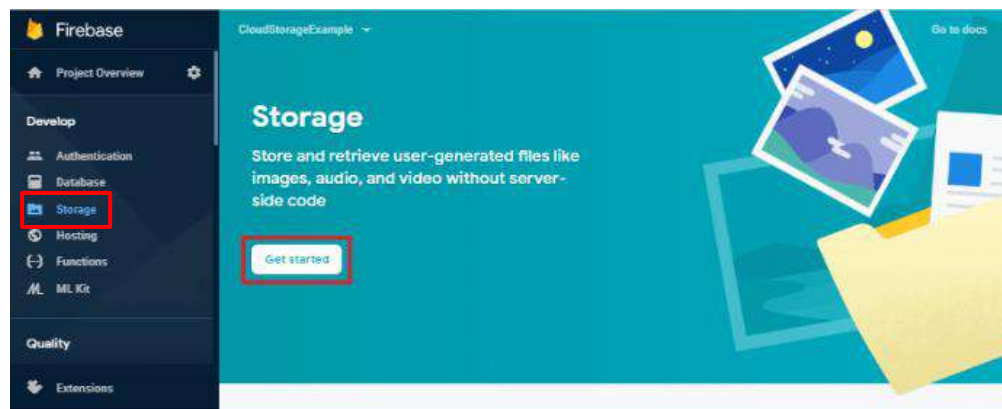 Firebase
CloudStorageExample
Go to docs
Project Overview
Develop
Authentication
Database
Storage
Hosting
Functions
ML Kit
Quality
Extensions
Storage
Store and retrieve user-generated files like
images, audio, and video without server-
side code
Get started